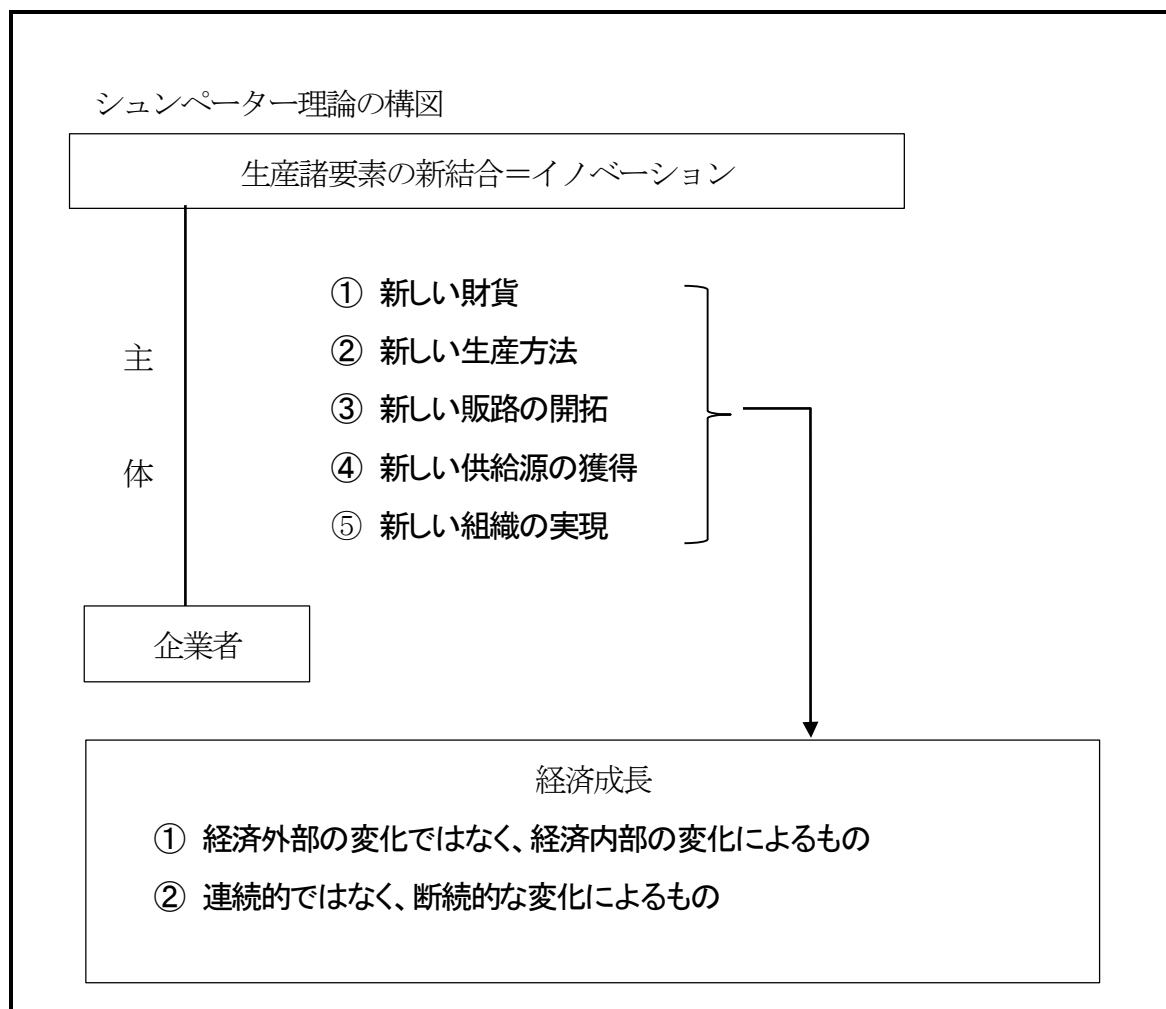 シュンペーター理論の構図
生産諸要素の新結合＝イノベーション
① 新しい財貨
② 新しい生産方法
③ 新しい販路の開拓
④ 新しい供給源の獲得
⑤ 新しい組織の実現
主
体
企業者
経済成長
① 経済外部の変化ではなく、経済内部の変化によるもの
② 連続的ではなく、断続的な変化によるもの